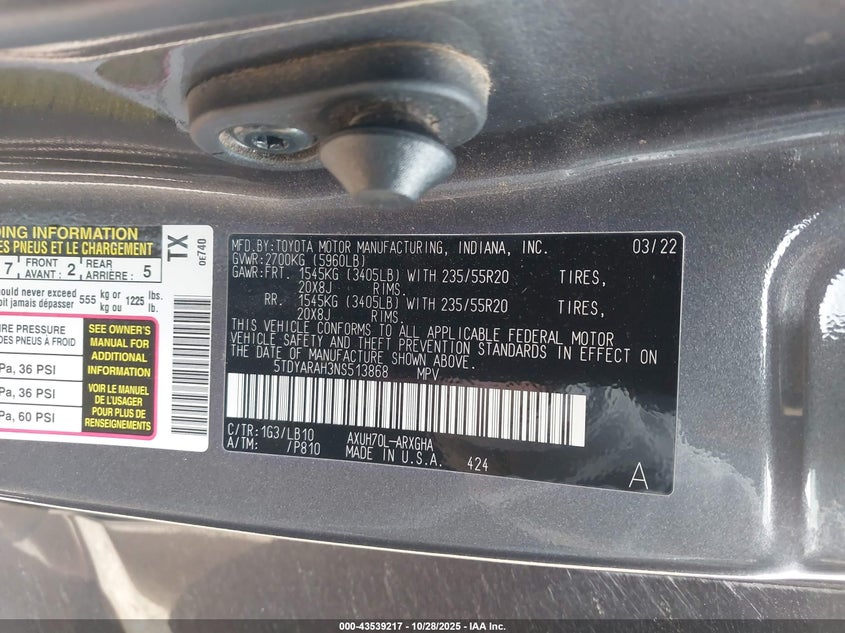 DING INFORMATION
ES PNEUS ET LE CHARGEMENT
7 FRONT AVANT : 2 REAR ARRIÈRE : 5
ould never exceed 555 kg or 1225 lbs.
oit jamais dépasser kg ou lb.
IRE PRESSURE
DES PNEUS À FROID
Pa, 36 PSI
Pa, 36 PSI
Pa, 60 PSI
SEE OWNER'S
MANUAL FOR
ADDITIONAL
INFORMATION
VOIR LE MANUEL
DE L'USAGER
POUR PLUS DE
RENSEIGNEMENTS
TX
0E740
MFD.BY: TOYOTA MOTOR MANUFACTURING, INDIANA, INC. 03/22
GVWR: 2700KG (5960LB)
GAWR: FRT. 1545KG (3405LB) WITH 235/55R20 TIRES,
20X8J RIMS.
RR. 1545KG (3405LB) WITH 235/55R20 TIRES,
20X8J RIMS.
THIS VEHICLE CONFORMS TO ALL APPLICABLE FEDERAL MOTOR
VEHICLE SAFETY AND THEFT PREVENTION STANDARDS IN EFFECT ON
THE DATE OF MANUFACTURE SHOWN ABOVE.
5TDYARAH3NS513868 MPV
C/TR: 1G3/LB10 AXUH70L-ARXGHA
A/TM: /P810 MADE IN U.S.A. 424
A
000-43539217 - 10/28/2025 - IAA Inc.